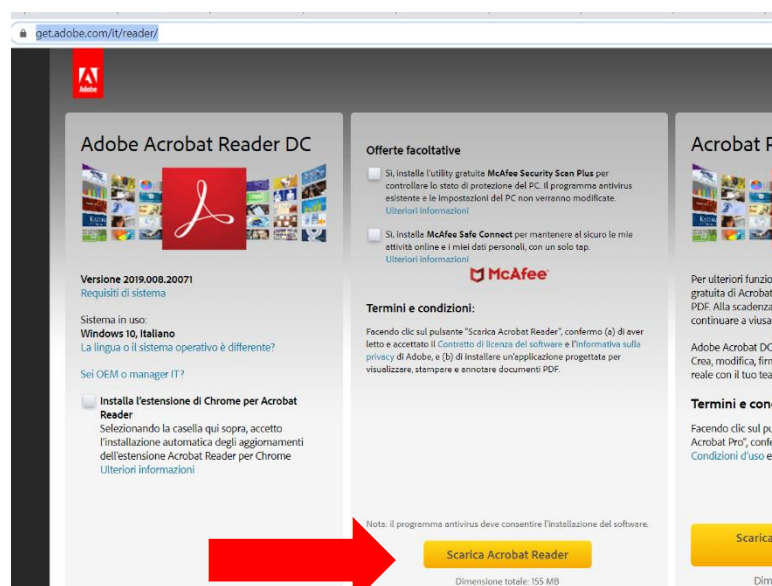 get.adobe.com/it/reader/
Adobe
Adobe Acrobat Reader DC
Versione 2019.008.20071
Requisiti di sistema
Sistema in uso:
Windows 10, Italiano
La lingua o il sistema operativo è differente?
Sei OEM o manager IT?
Installa l'estensione di Chrome per Acrobat
Reader
Selezionando la casella qui sopra, accetto
l'installazione automatica degli aggiornamenti
dell'estensione Acrobat Reader per Chrome
Ulteriori informazioni
Offerte facoltative
Sì, installa l'utility gratuita McAfee Security Scan Plus per
controllare lo stato di protezione del PC. Il programma antivirus
esistente e le impostazioni del PC non verranno modificate.
Ulteriori informazioni
Sì, installa McAfee Safe Connect per mantenere al sicuro le mie
attività online e i miei dati personali, con un solo tap.
Ulteriori informazioni
McAfee
Termini e condizioni:
Facendo clic sul pulsante "Scarica Acrobat Reader", confermo (a) di aver
letto e accettato il Contratto di licenza del software e l'Informativa sulla
privacy di Adobe, e (b) di installare un'applicazione progettata per
visualizzare, stampare e annotare documenti PDF.
Nota: il programma antivirus deve consentire l'installazione del software.
Scarica Acrobat Reader
Dimensione totale: 155 MB
Acrobat P
Per ulteriori funzio
gratuita di Acrobat
PDF. Alla scadenza
continuare a viusa
Adobe Acrobat DC
Crea, modifica, firm
reale con il tuo tea
Termini e con
Facendo clic sul pu
Acrobat Pro", confe
Condizioni d'uso e
Scarica
Dim